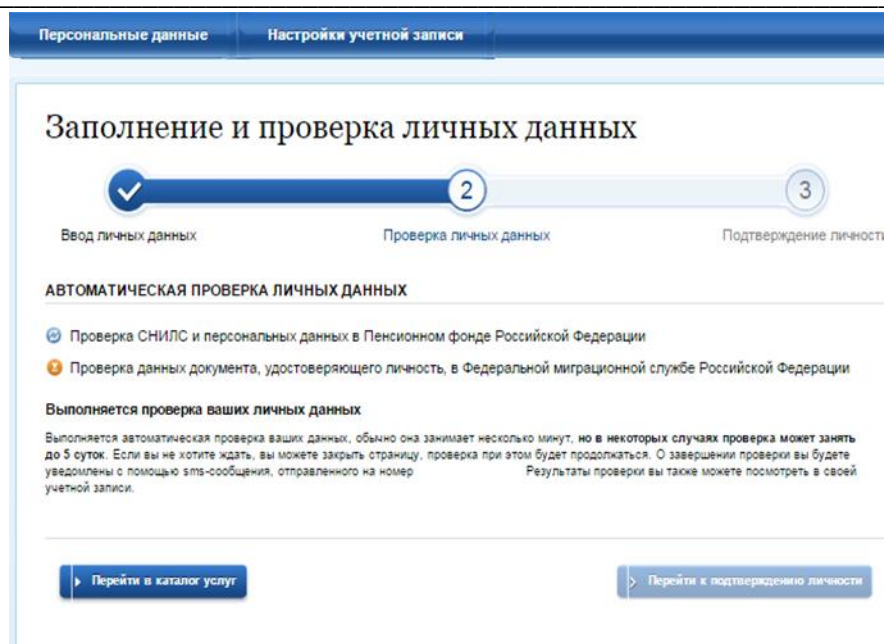 Персональные данные Настройки учетной записи
Заполнение и проверка личных данных
2 3
Ввод личных данных Проверка личных данных Подтверждение личности
АВТОМАТИЧЕСКАЯ ПРОВЕРКА ЛИЧНЫХ ДАННЫХ
Проверка СНИЛС и персональных данных в Пенсионном фонде Российской Федерации
Проверка данных документа, удостоверяющего личность, в Федеральной миграционной службе Российской Федерации
Выполняется проверка ваших личных данных
Выполняется автоматическая проверка ваших данных, обычно она занимает несколько минут, но в некоторых случаях проверка может занять
до 5 суток. Если вы не хотите ждать, вы можете закрыть страницу, проверка при этом будет продолжаться. О завершении проверки вы будете
уведомлены с помощью sms-сообщения, отправленного на номер Результаты проверки вы также можете посмотреть в своей
учетной записи.
Перейти в каталог услуг Перейти к подтверждению личности